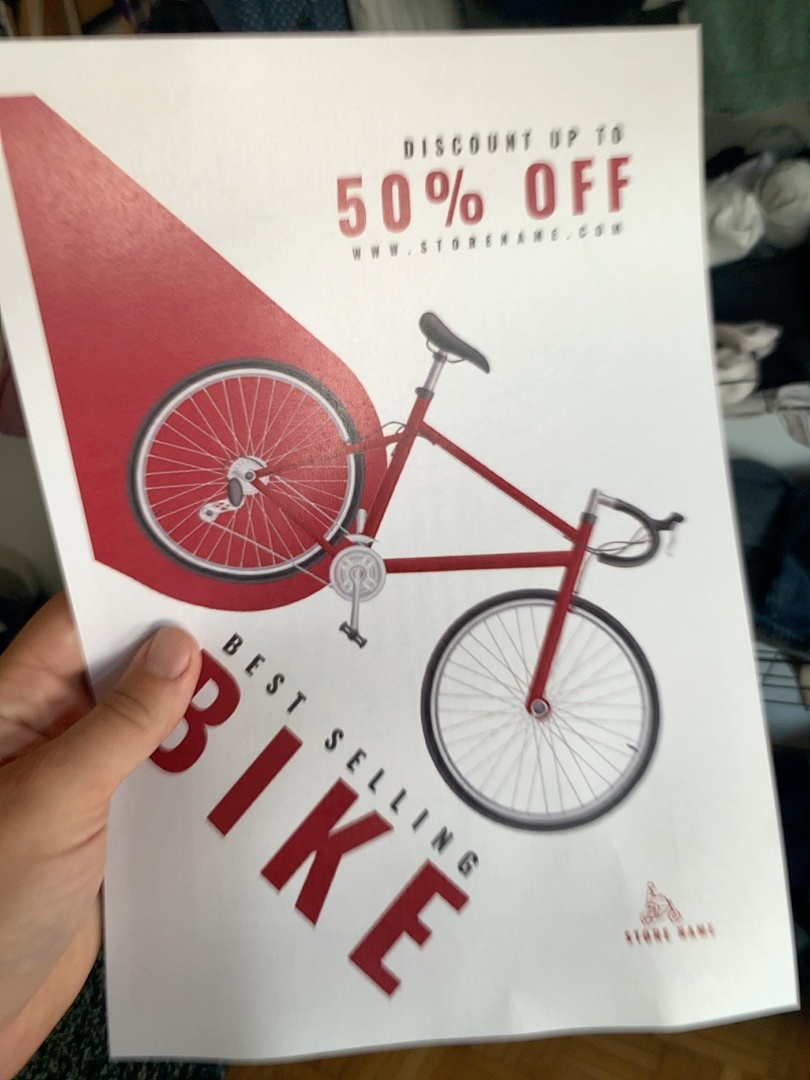 DISCOUNT UP TO
50% OFF
WWW.STORENAME.COM
BEST SELLING
BIKE
STORE NAME